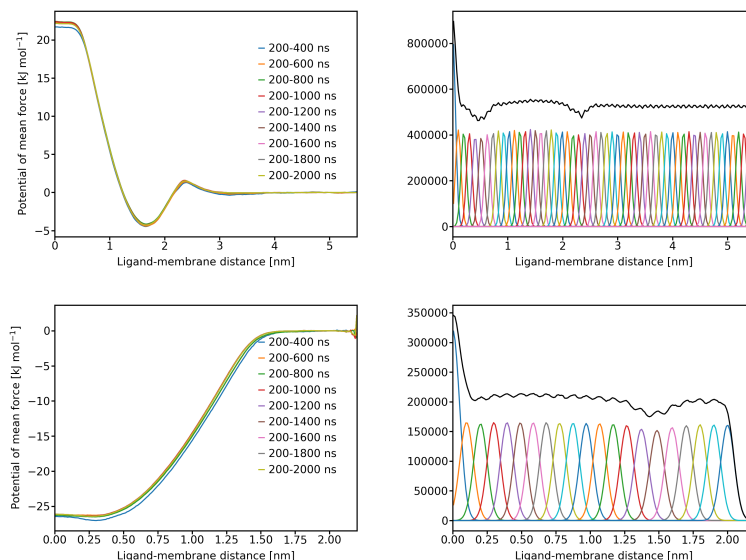 20
15
10
5
0
−5
Potential of mean force [kJ mol⁻¹]
200-400 ns
200-600 ns
200-800 ns
200-1000 ns
200-1200 ns
200-1400 ns
200-1600 ns
200-1800 ns
200-2000 ns
0 1 2 3 4 5
Ligand-membrane distance [nm]
800000
600000
400000
200000
0
0 1 2 3 4 5
Ligand-membrane distance [nm]
0
−5
−10
−15
−20
−25
Potential of mean force [kJ mol⁻¹]
200-400 ns
200-600 ns
200-800 ns
200-1000 ns
200-1200 ns
200-1400 ns
200-1600 ns
200-1800 ns
200-2000 ns
0.00 0.25 0.50 0.75 1.00 1.25 1.50 1.75 2.00
Ligand-membrane distance [nm]
350000
300000
250000
200000
150000
100000
50000
0
0.00 0.25 0.50 0.75 1.00 1.25 1.50 1.75 2.00
Ligand-membrane distance [nm]